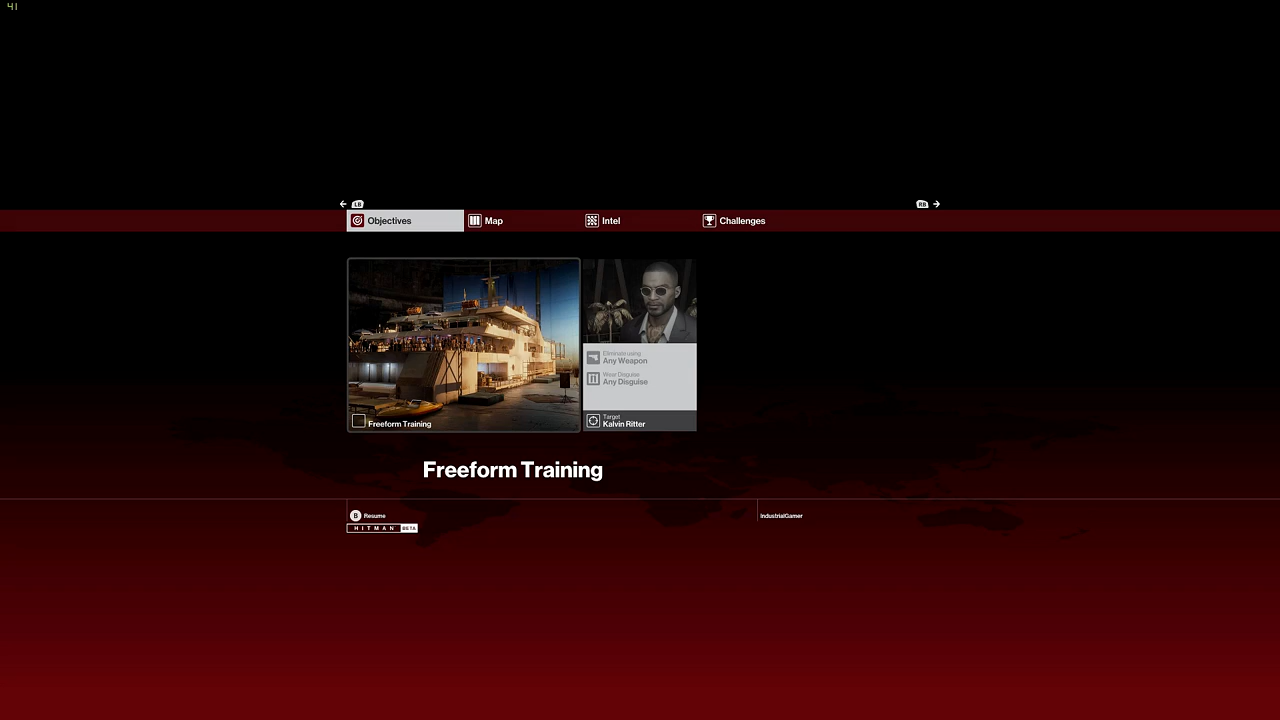 41
LB
RB
Objectives
Map
Intel
Challenges
Eliminate using
Any Weapon
Wear Disguise
Any Disguise
Freeform Training
Target
Kalvin Ritter
Freeform Training
B Resume
IndustrialGamer
HITMAN BETA